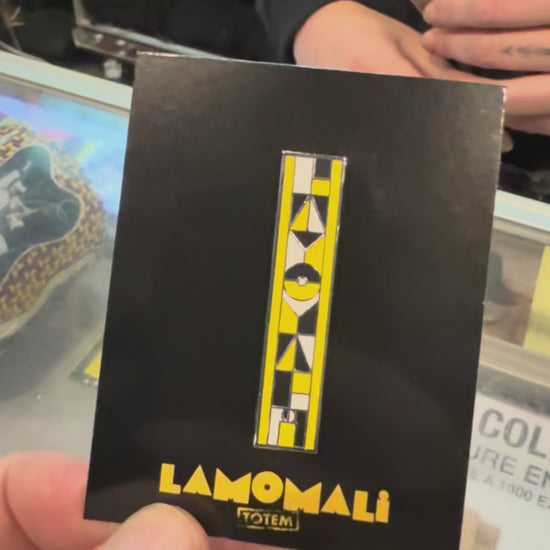 LAMOMALi
TOTEM
COL
URE EN
E A 1000 EX